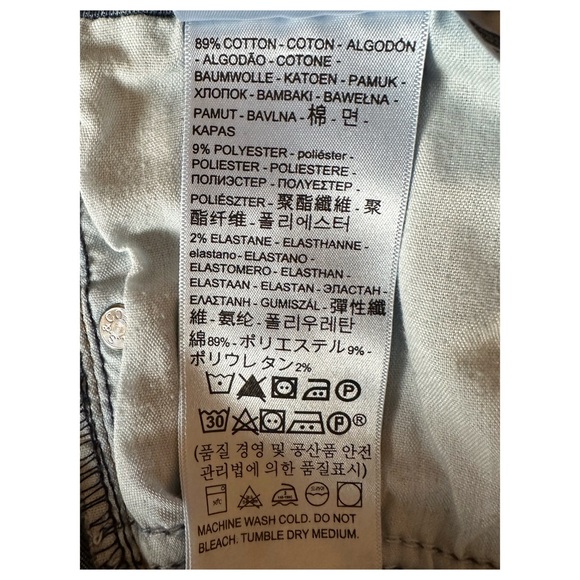 89% COTTON - COTON - ALGODÓN
- ALGODÃO - COTONE -
BAUMWOLLE - KATOEN - PAMUK -
ХЛОПОК - BAMBAKI - BAWEŁNA -
PAMUT - BAVLNA - 棉 - 면 -
KAPAS
9% POLYESTER - poliéster -
POLIESTER - POLIESTERE -
ПОЛИЭСТЕР - ΠΟΛΥΕΣΤΕΡ -
POLIÉSZTER - 聚酯纖維 - 聚
酯纤维 - 폴리에스터
2% ELASTANE - ELASTHANNE -
elastano - ELASTANO -
ELASTOMERO - ELASTHAN -
ELASTAAN - ELASTAN - ЭЛАСТАН -
ΕΛΑΣΤΑΝΗ - GUMISZÁL - 彈性纖
維 - 氨纶 - 폴리우레탄
綿89% - ポリエステル9% -
ポリウレタン2%
P
30 P ®
(품질 경영 및 공산품 안전
관리법에 의한 품질표시)
MACHINE WASH COLD. DO NOT
BLEACH. TUMBLE DRY MEDIUM.